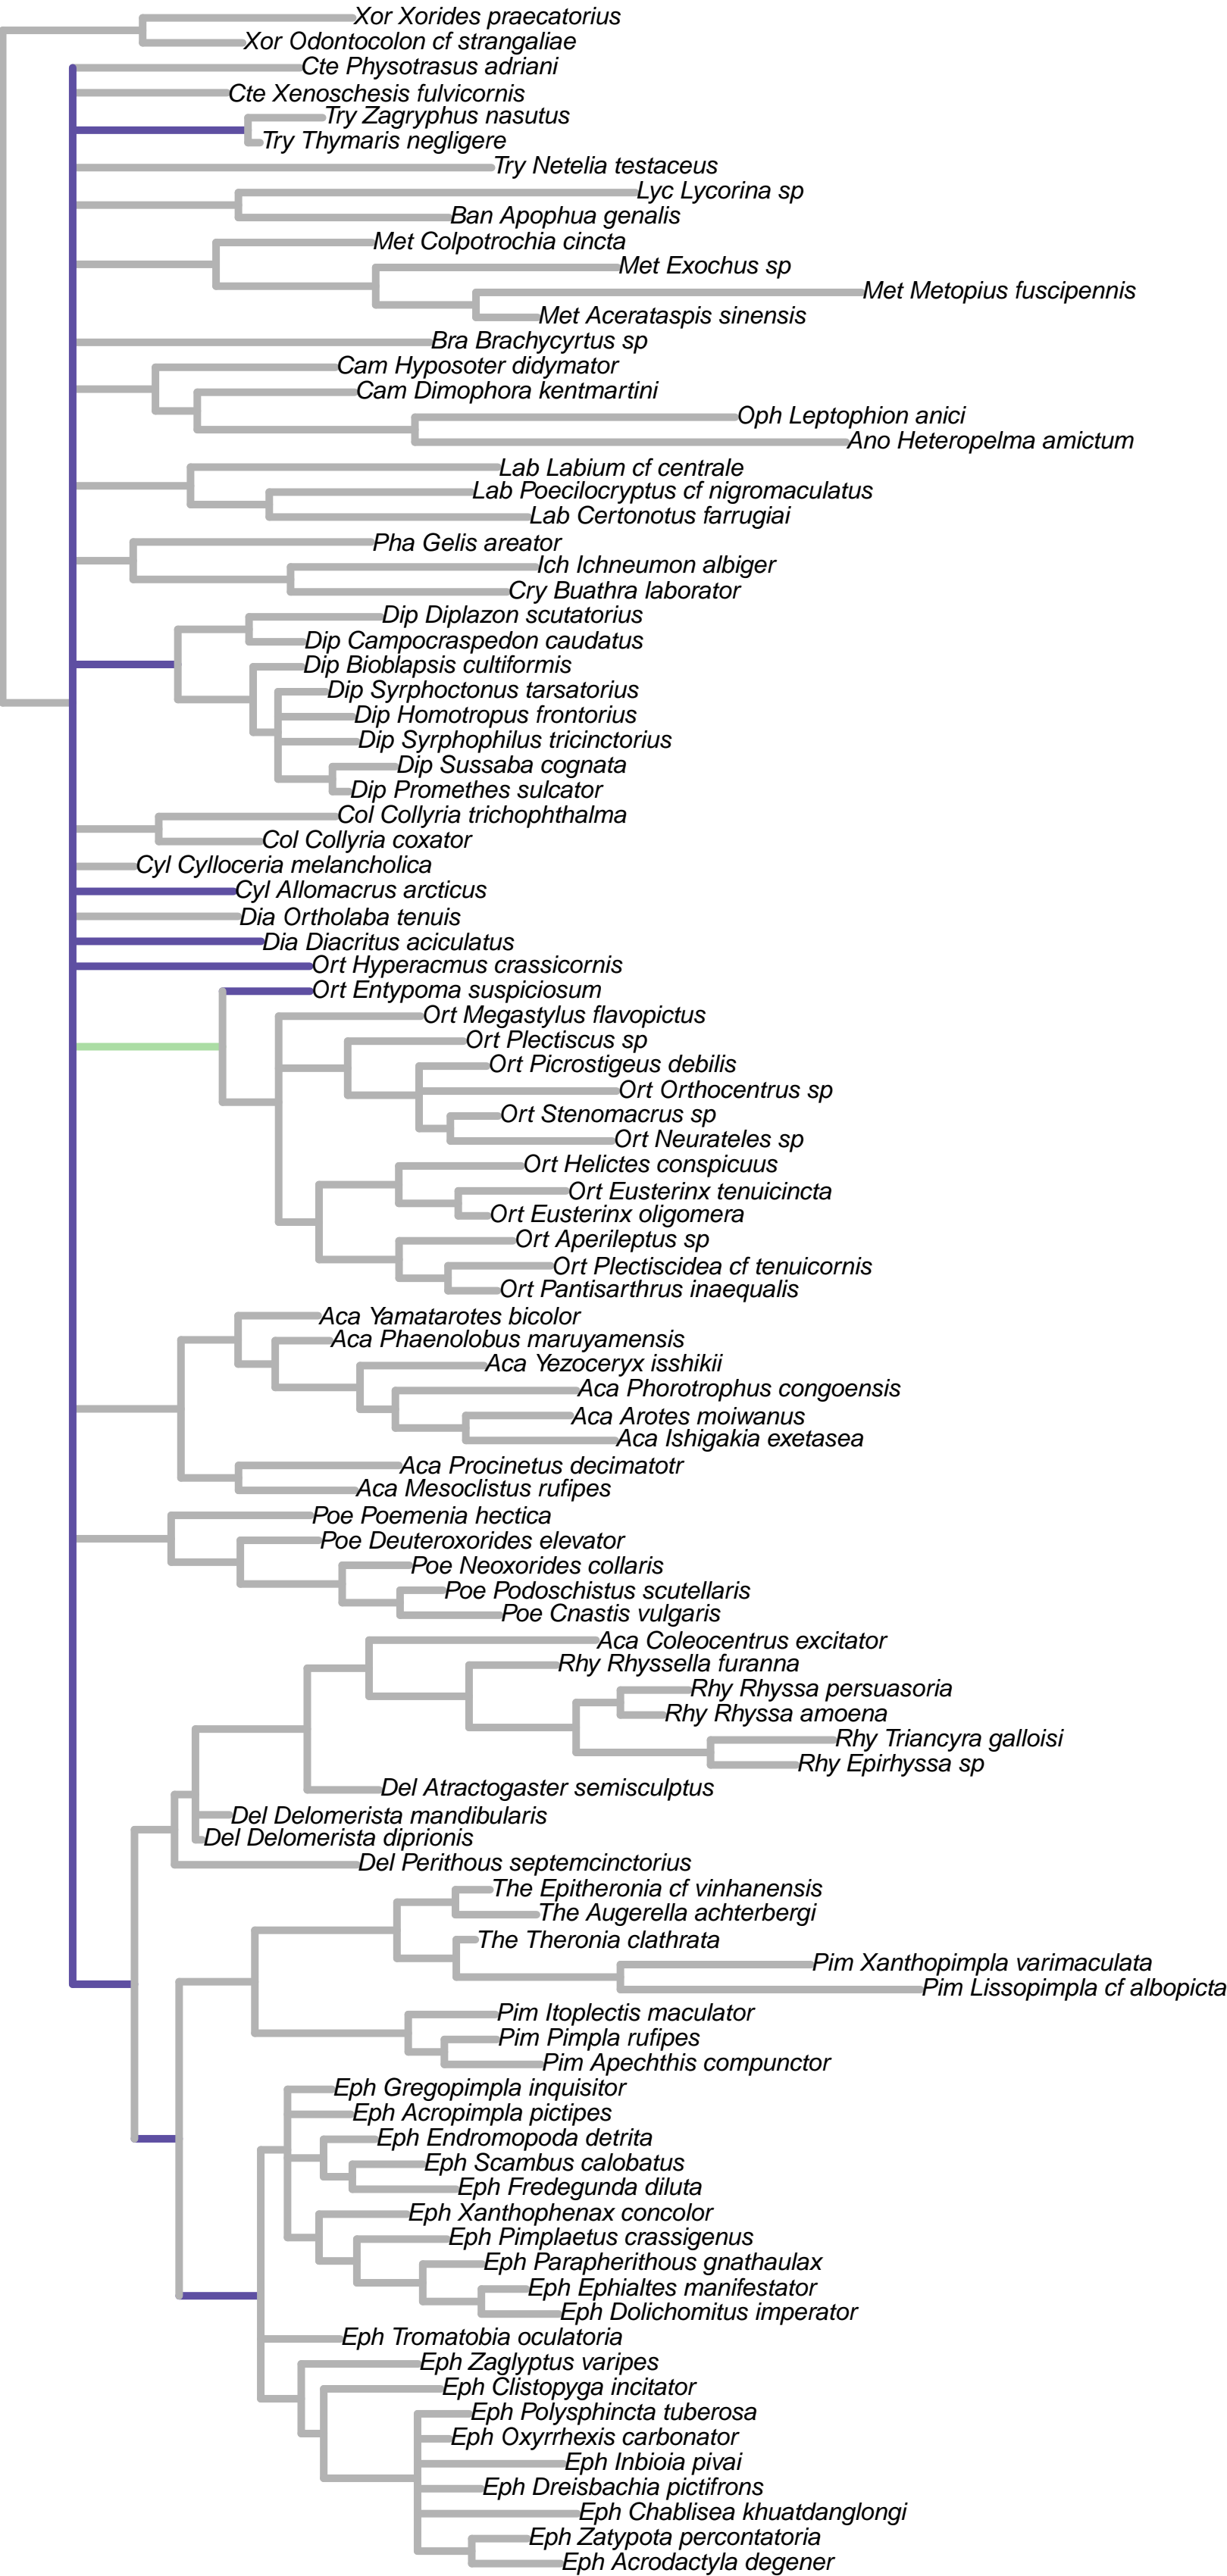 Xor Xorides praecatorius
Xor Odontocolon cf strangaliae
Cte Physotrasus adriani
Cte Xenoschesis fulvicornis
Try Zagryphus nasutus
Try Thymaris negligere
Try Netelia testaceus
Lyc Lycorina sp
Ban Apophua genalis
Met Colpotrochia cincta
Met Exochus sp
Met Metopius fuscipennis
Met Acerataspis sinensis
Bra Brachycyrtus sp
Cam Hyposoter didymator
Cam Dimophora kentmartini
Oph Leptophion anici
Ano Heteropelma amictum
Lab Labium cf centrale
Lab Poecilocryptus cf nigromaculatus
Lab Certonotus farrugiai
Pha Gelis areator
Ich Ichneumon albiger
Cry Buathra laborator
Dip Diplazon scutatorius
Dip Campocraspedon caudatus
Dip Bioblapsis cultiformis
Dip Syrphoctonus tarsatorius
Dip Homotropus frontorius
Dip Syrphophilus tricinctorius
Dip Sussaba cognata
Dip Promethes sulcator
Col Collyria trichophthalma
Col Collyria coxator
Cyl Cylloceria melancholica
Cyl Allomacrus arcticus
Dia Ortholaba tenuis
Dia Diacritus aciculatus
Ort Hyperacmus crassicornis
Ort Entypoma suspiciosum
Ort Megastylus flavopictus
Ort Plectiscus sp
Ort Picrostigeus debilis
Ort Orthocentrus sp
Ort Stenomacrus sp
Ort Neurateles sp
Ort Helictes conspicuus
Ort Eusterinx tenuicincta
Ort Eusterinx oligomera
Ort Aperileptus sp
Ort Plectiscidea cf tenuicornis
Ort Pantisarthrus inaequalis
Aca Yamatarotes bicolor
Aca Phaenolobus maruyamensis
Aca Yezoceryx isshikii
Aca Phorotrophus congoensis
Aca Arotes moiwanus
Aca Ishigakia exetasea
Aca Procinetus decimatotr
Aca Mesoclistus rufipes
Poe Poemenia hectica
Poe Deuteroxorides elevator
Poe Neoxorides collaris
Poe Podoschistus scutellaris
Poe Cnastis vulgaris
Aca Coleocentrus excitator
Rhy Rhyssella furanna
Rhy Rhyssa persuasoria
Rhy Rhyssa amoena
Rhy Triancyra galloisi
Rhy Epirhyssa sp
Del Atractogaster semisculptus
Del Delomerista mandibularis
Del Delomerista diprionis
Del Perithous septemcinctorius
The Epitheronia cf vinhanensis
The Augerella achterbergi
The Theronia clathrata
Pim Xanthopimpla varimaculata
Pim Lissopimpla cf albopicta
Pim Itoplectis maculator
Pim Pimpla rufipes
Pim Apechthis compunctor
Eph Gregopimpla inquisitor
Eph Acropimpla pictipes
Eph Endromopoda detrita
Eph Scambus calobatus
Eph Fredegunda diluta
Eph Xanthophenax concolor
Eph Pimplaetus crassigenus
Eph Parapherithous gnathaulax
Eph Ephialtes manifestator
Eph Dolichomitus imperator
Eph Tromatobia oculatoria
Eph Zaglyptus varipes
Eph Clistopyga incitator
Eph Polysphincta tuberosa
Eph Oxyrrhexis carbonator
Eph Inbioia pivai
Eph Dreisbachia pictifrons
Eph Chablisea khuatdanglongi
Eph Zatypota percontatoria
Eph Acrodactyla degener